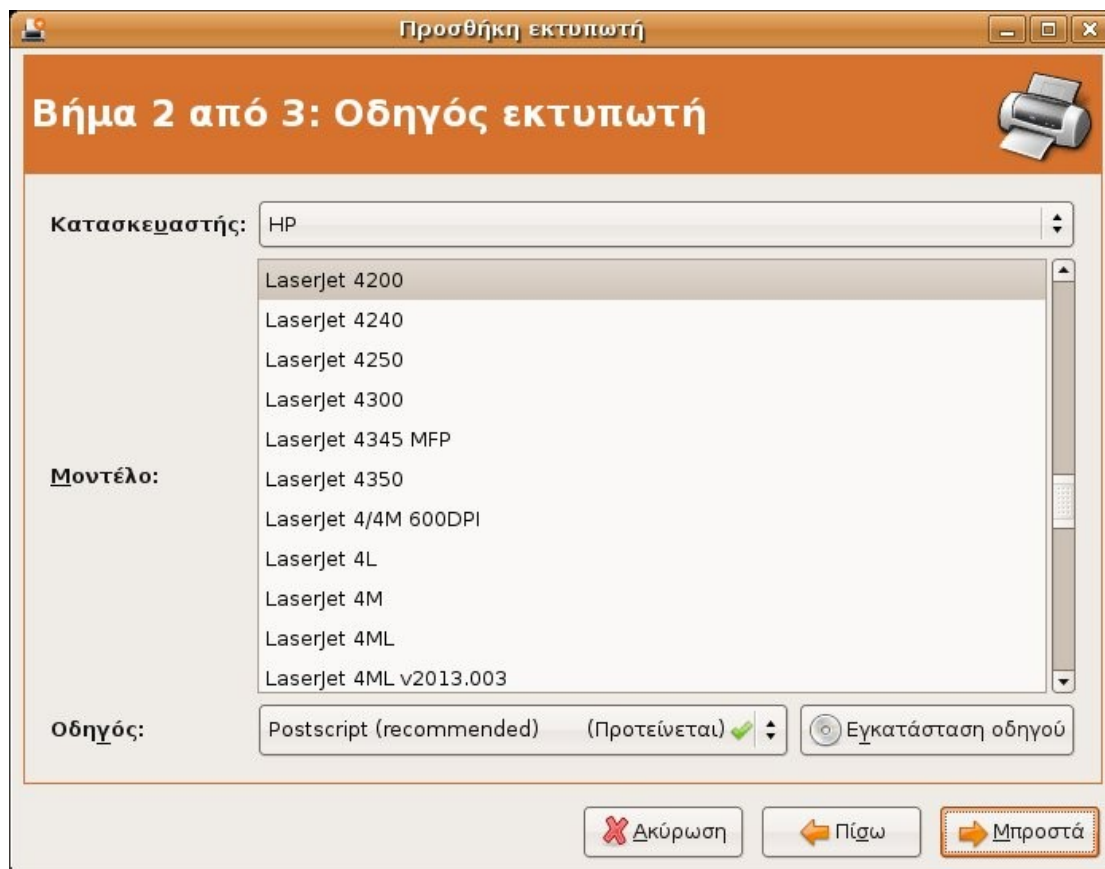 Προσθήκη εκτυπωτή
Βήμα 2 από 3: Οδηγός εκτυπωτή
Κατασκευαστής: HP
LaserJet 4200
LaserJet 4240
LaserJet 4250
LaserJet 4300
LaserJet 4345 MFP
Μοντέλο:
LaserJet 4350
LaserJet 4/4M 600DPI
LaserJet 4L
LaserJet 4M
LaserJet 4ML
LaserJet 4ML v2013.003
Οδηγός: Postscript (recommended) (Προτείνεται) Εγκατάσταση οδηγού
Ακύρωση Πίσω Μπροστά